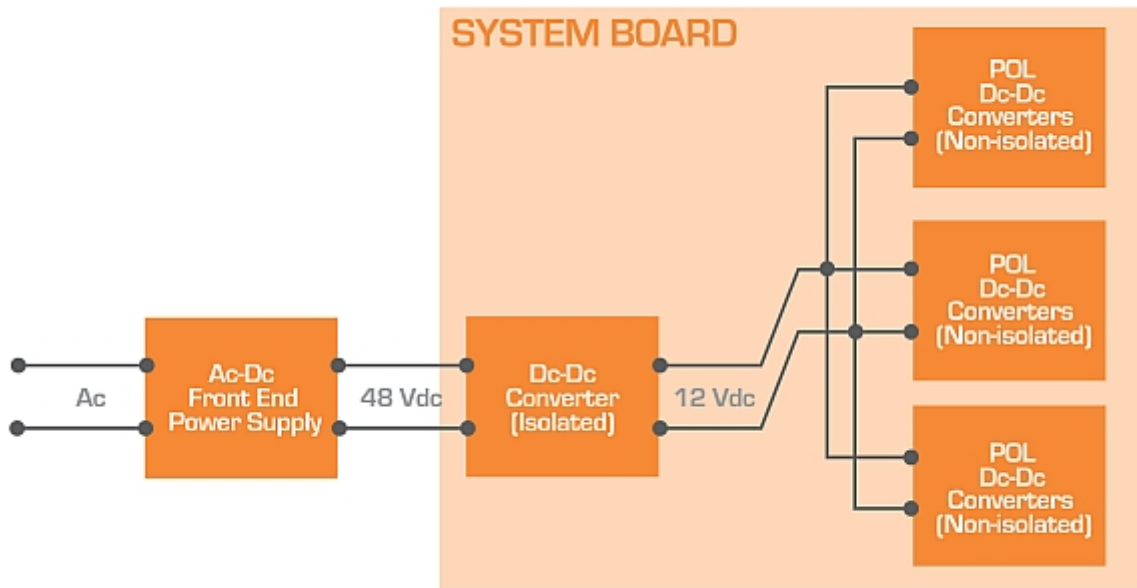 SYSTEM BOARD
Ac
Ac-Dc
Front End
Power Supply
48 Vdc
Dc-Dc
Converter
(Isolated)
12 Vdc
POL
Dc-Dc
Converters
(Non-isolated)
POL
Dc-Dc
Converters
(Non-isolated)
POL
Dc-Dc
Converters
(Non-isolated)